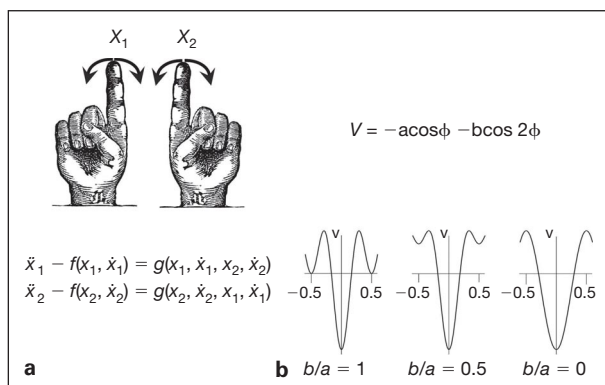 X₁ X₂
ẍ₁ − f(x₁, ẋ₁) = g(x₁, ẋ₁, x₂, ẋ₂)
ẍ₂ − f(x₂, ẋ₂) = g(x₂, ẋ₂, x₁, ẋ₁)
a
V = −acosϕ −bcos 2ϕ
V V V
−0.5 0.5 −0.5 0.5 −0.5 0.5
b b/a = 1 b/a = 0.5 b/a = 0